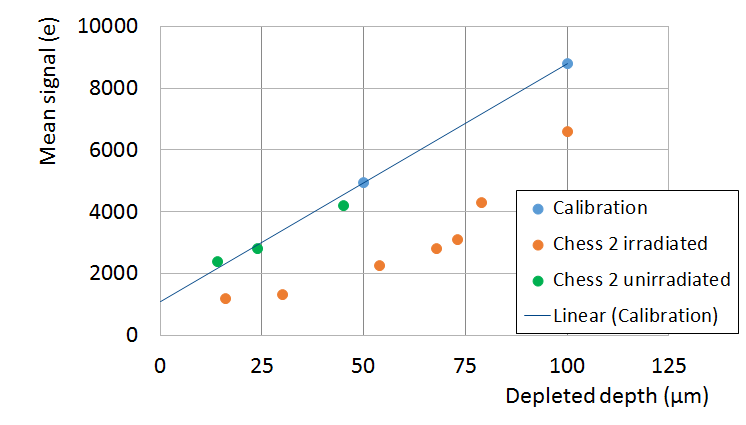 Mean signal (e)
10000
8000
6000
4000
2000
0
0 25 50 75 100 125
Depleted depth (µm)
Calibration
Chess 2 irradiated
Chess 2 unirradiated
Linear (Calibration)